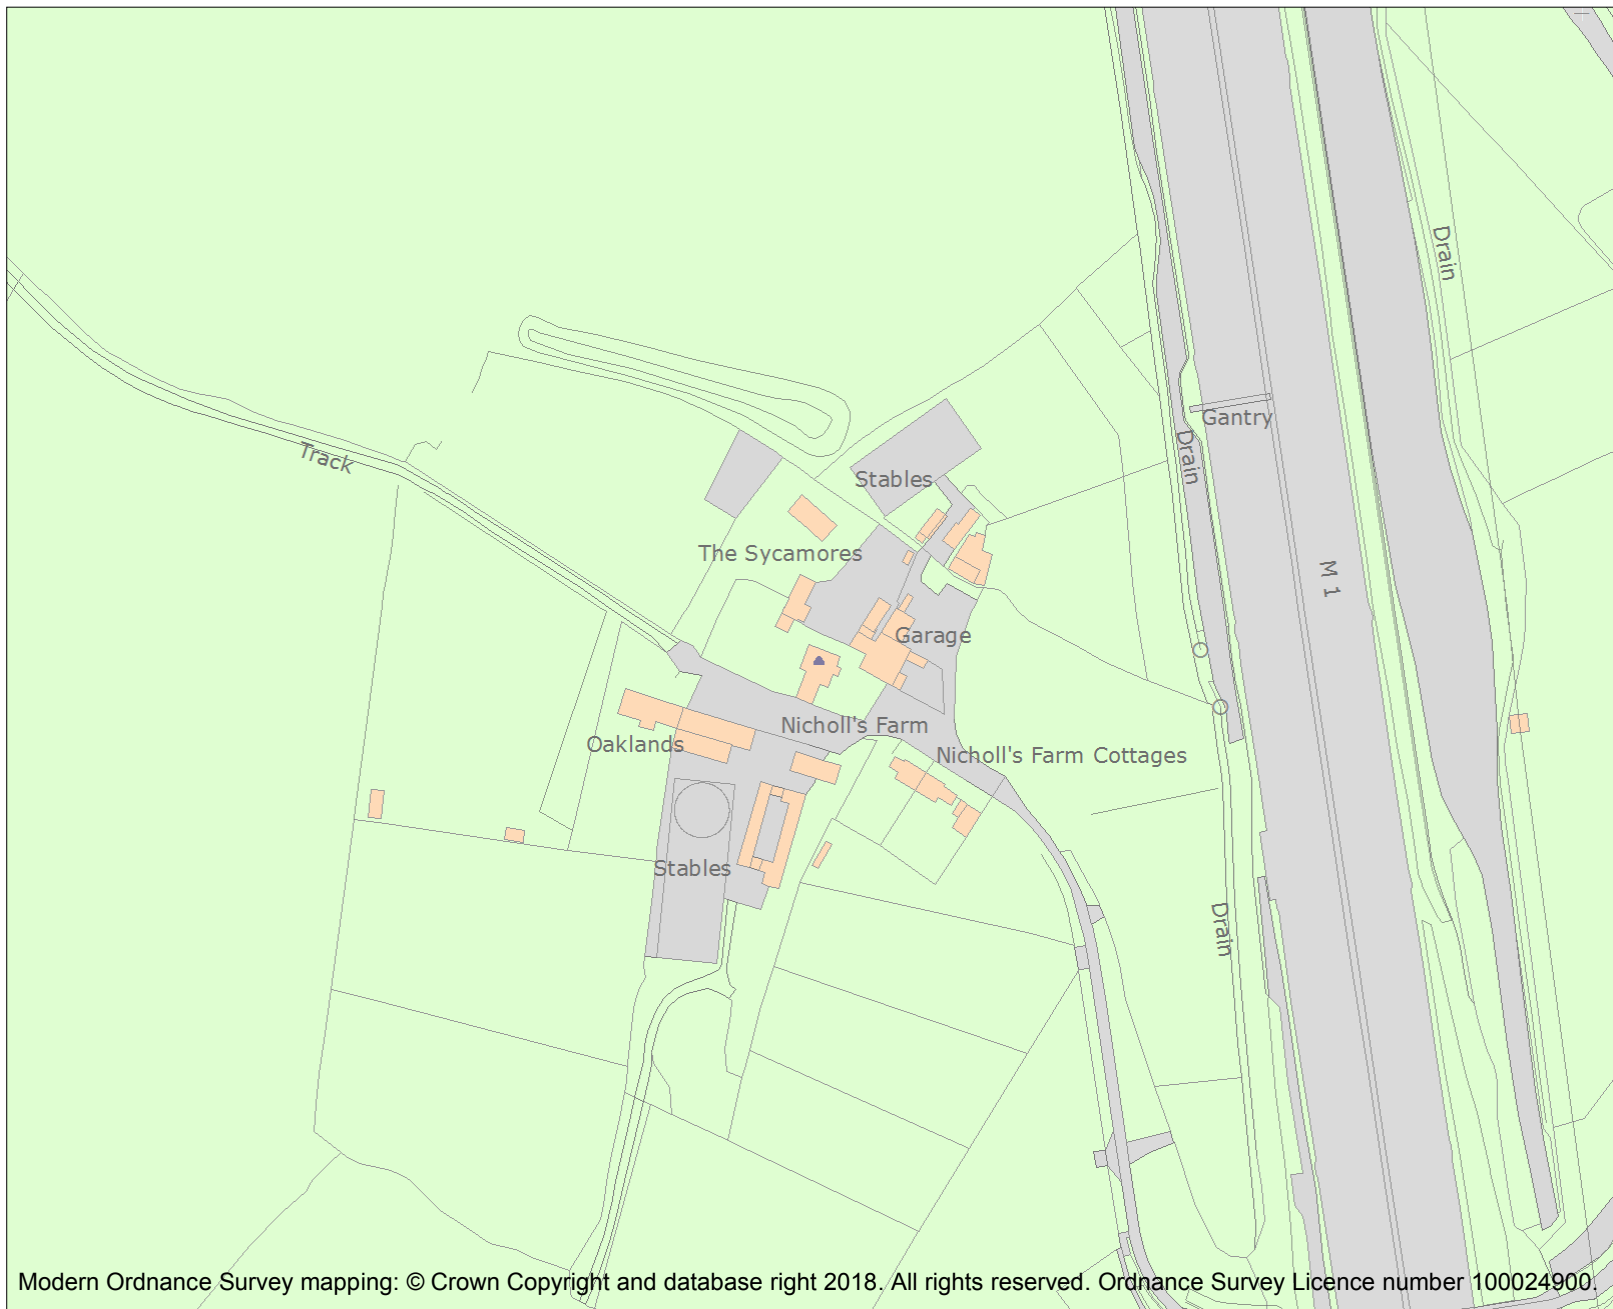 Drain
Gantry
Drain
Track
Stables
The Sycamores
M 1
Garage
Nicholl's Farm
Oaklands
Nicholl's Farm Cottages
Stables
Drain
Modern Ordnance Survey mapping: © Crown Copyright and database right 2018. All rights reserved. Ordnance Survey Licence number 100024900.